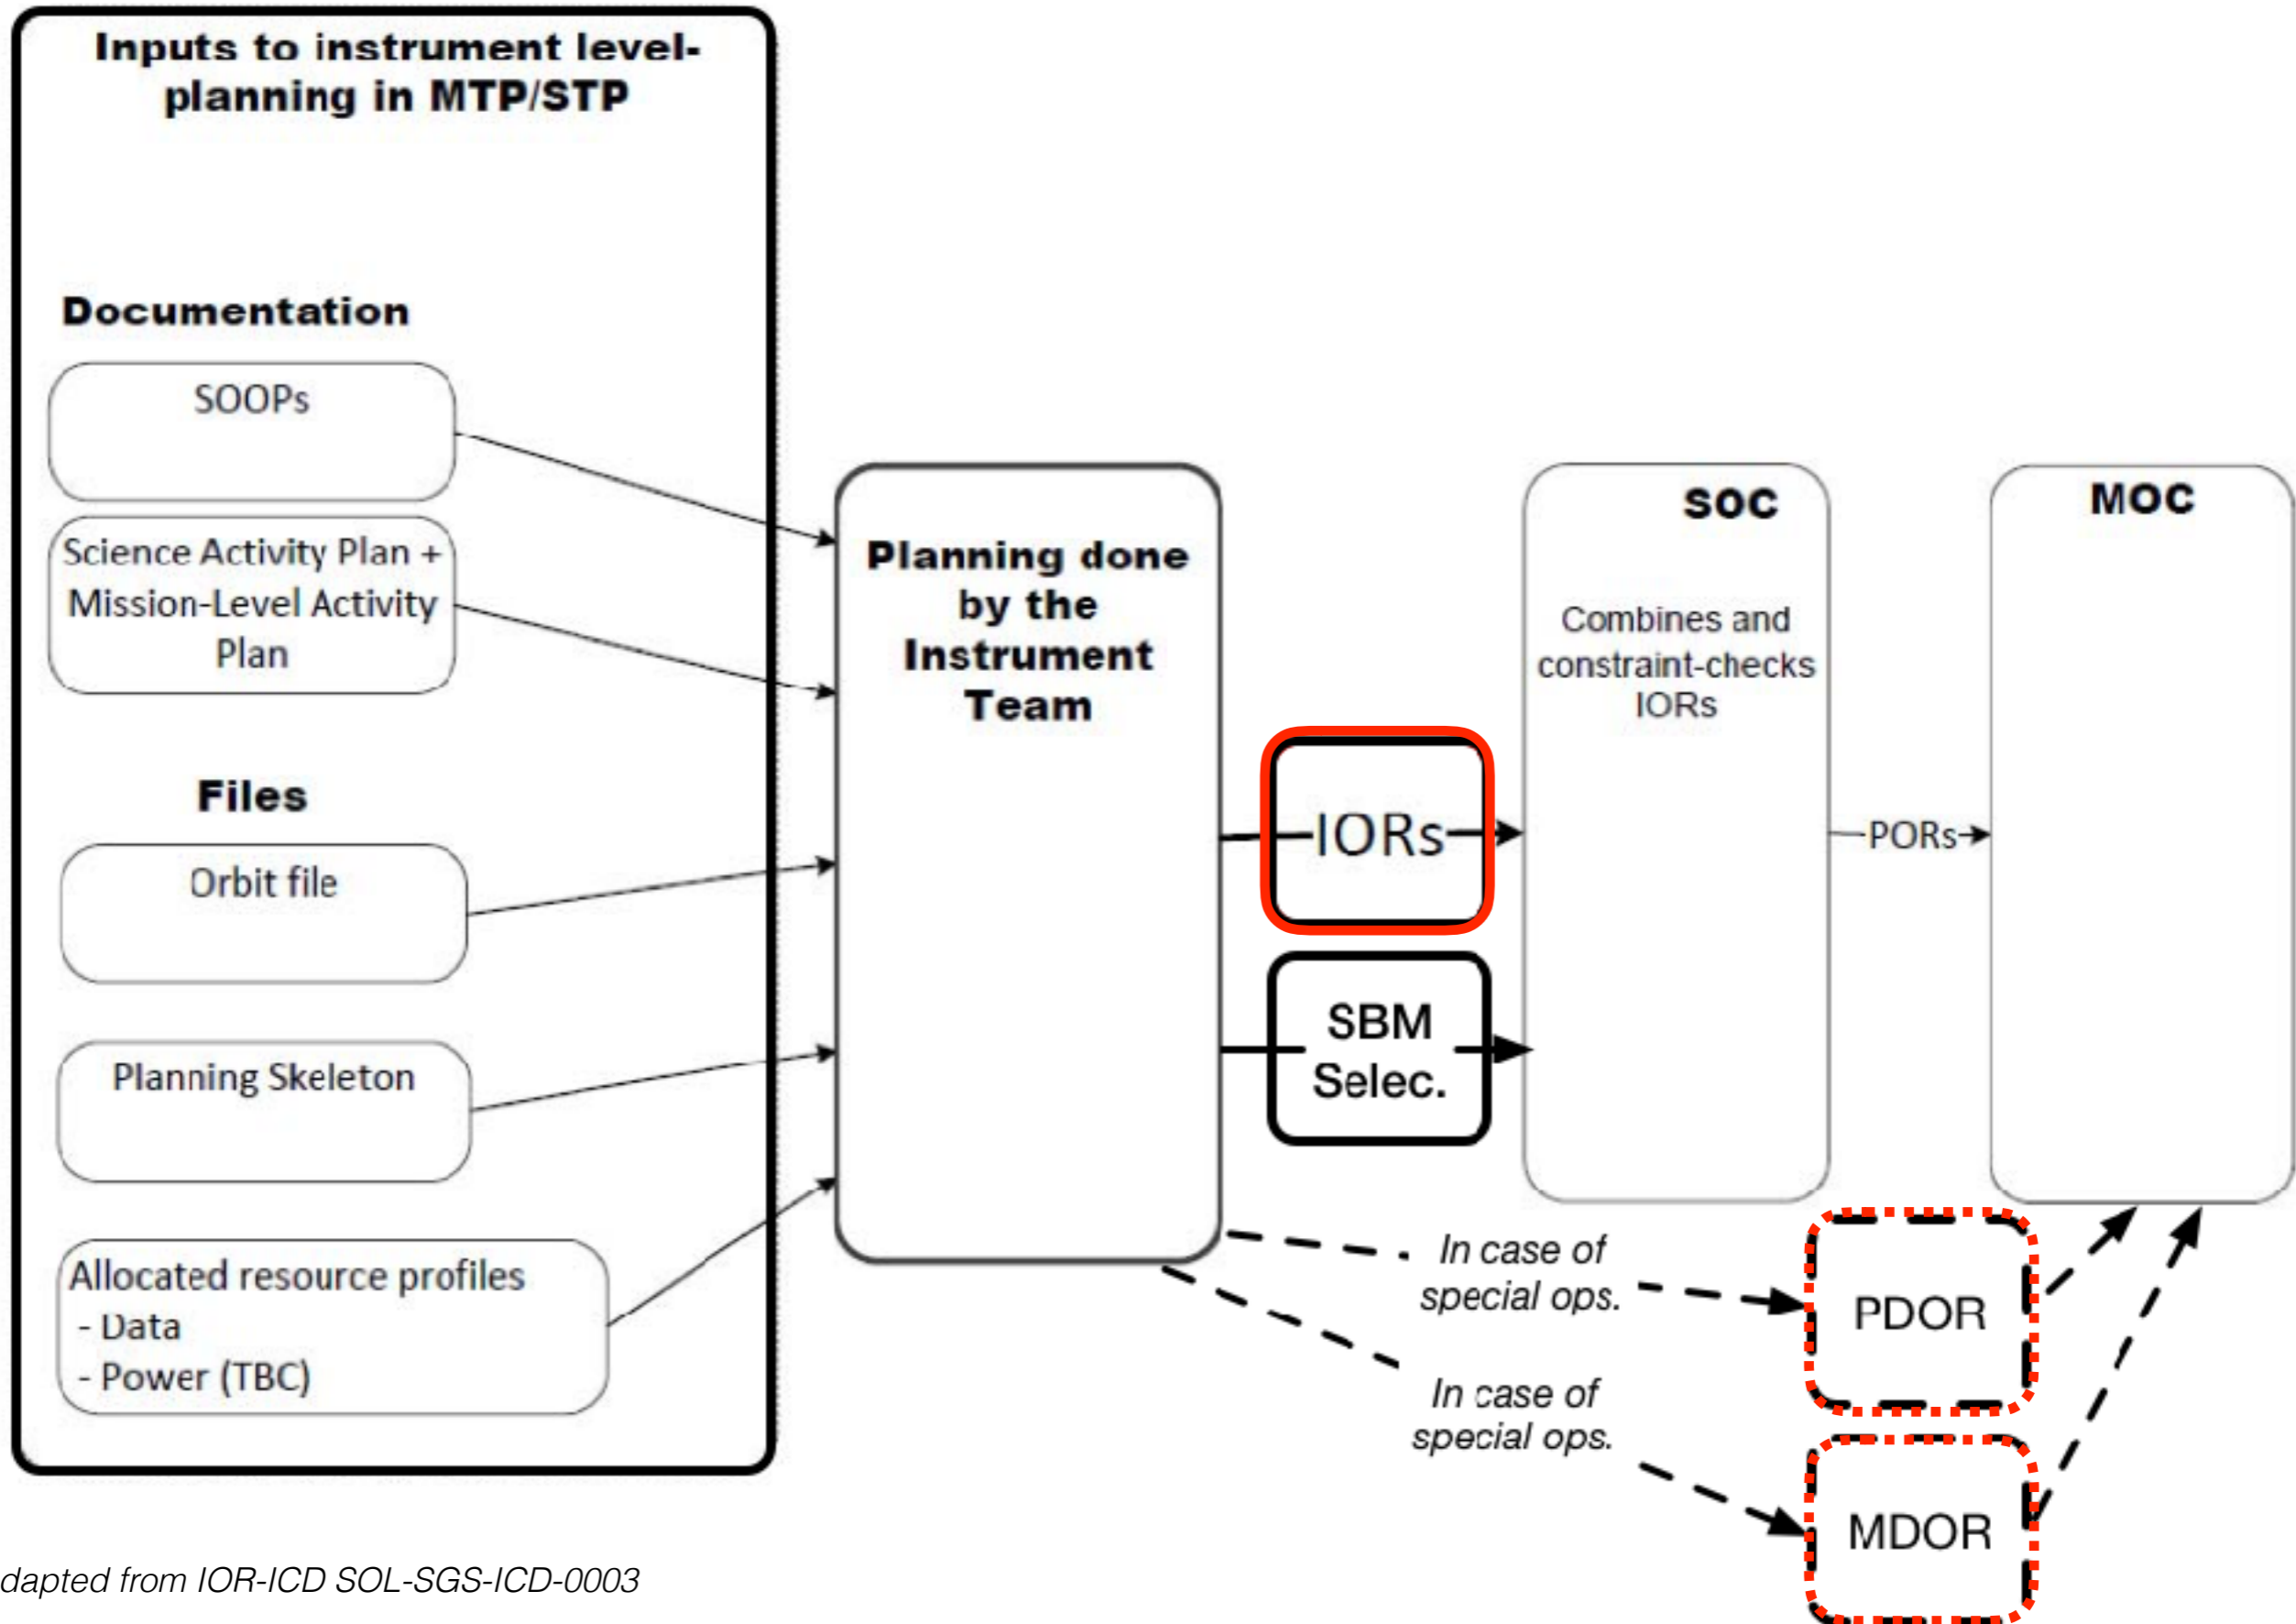 Inputs to instrument level-
planning in MTP/STP
Documentation
SOOPs
Science Activity Plan +
Mission-Level Activity
Plan
Files
Orbit file
Planning Skeleton
Allocated resource profiles
- Data
- Power (TBC)
Planning done
by the
Instrument
Team
IORs
SBM
Selec.
SOC
Combines and
constraint-checks
IORs
PORs
MOC
In case of
special ops.
PDOR
In case of
special ops.
MDOR
dapted from IOR-ICD SOL-SGS-ICD-0003